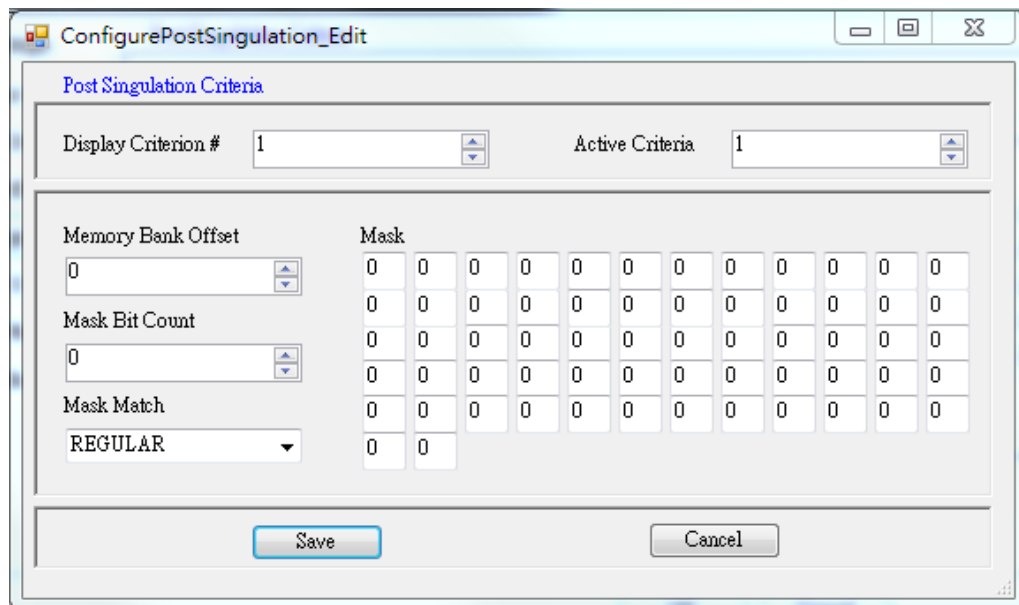 ConfigurePostSingulation_Edit
Post Singulation Criteria
Display Criterion # 1 Active Criteria 1
Memory Bank Offset
0
Mask Bit Count
0
Mask Match
REGULAR
Mask
0 0 0 0 0 0 0 0 0 0 0 0
0 0 0 0 0 0 0 0 0 0 0 0
0 0 0 0 0 0 0 0 0 0 0 0
0 0 0 0 0 0 0 0 0 0 0 0
0 0 0 0 0 0 0 0 0 0 0 0
0 0
Save Cancel